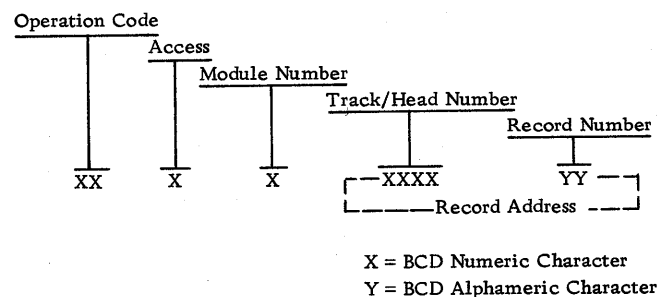 Operation Code
Access
Module Number
Track/Head Number
Record Number
XX X X XXXX YY
Record Address
X = BCD Numeric Character
Y = BCD Alphameric Character